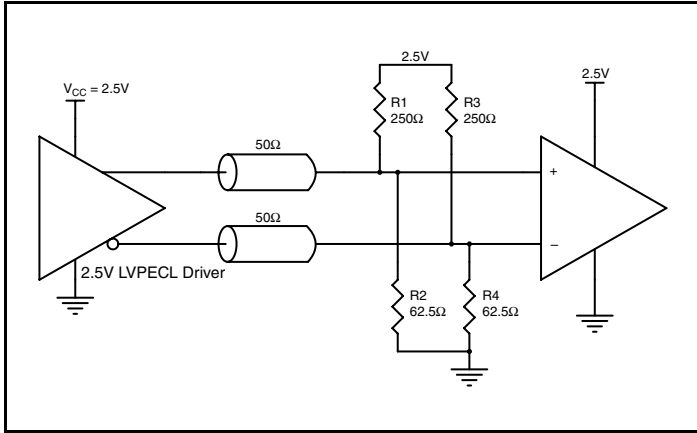 2.5V
2.5V
V_CC = 2.5V
R1
250Ω
R3
250Ω
50Ω
+
50Ω
−
2.5V LVPECL Driver
R2
62.5Ω
R4
62.5Ω